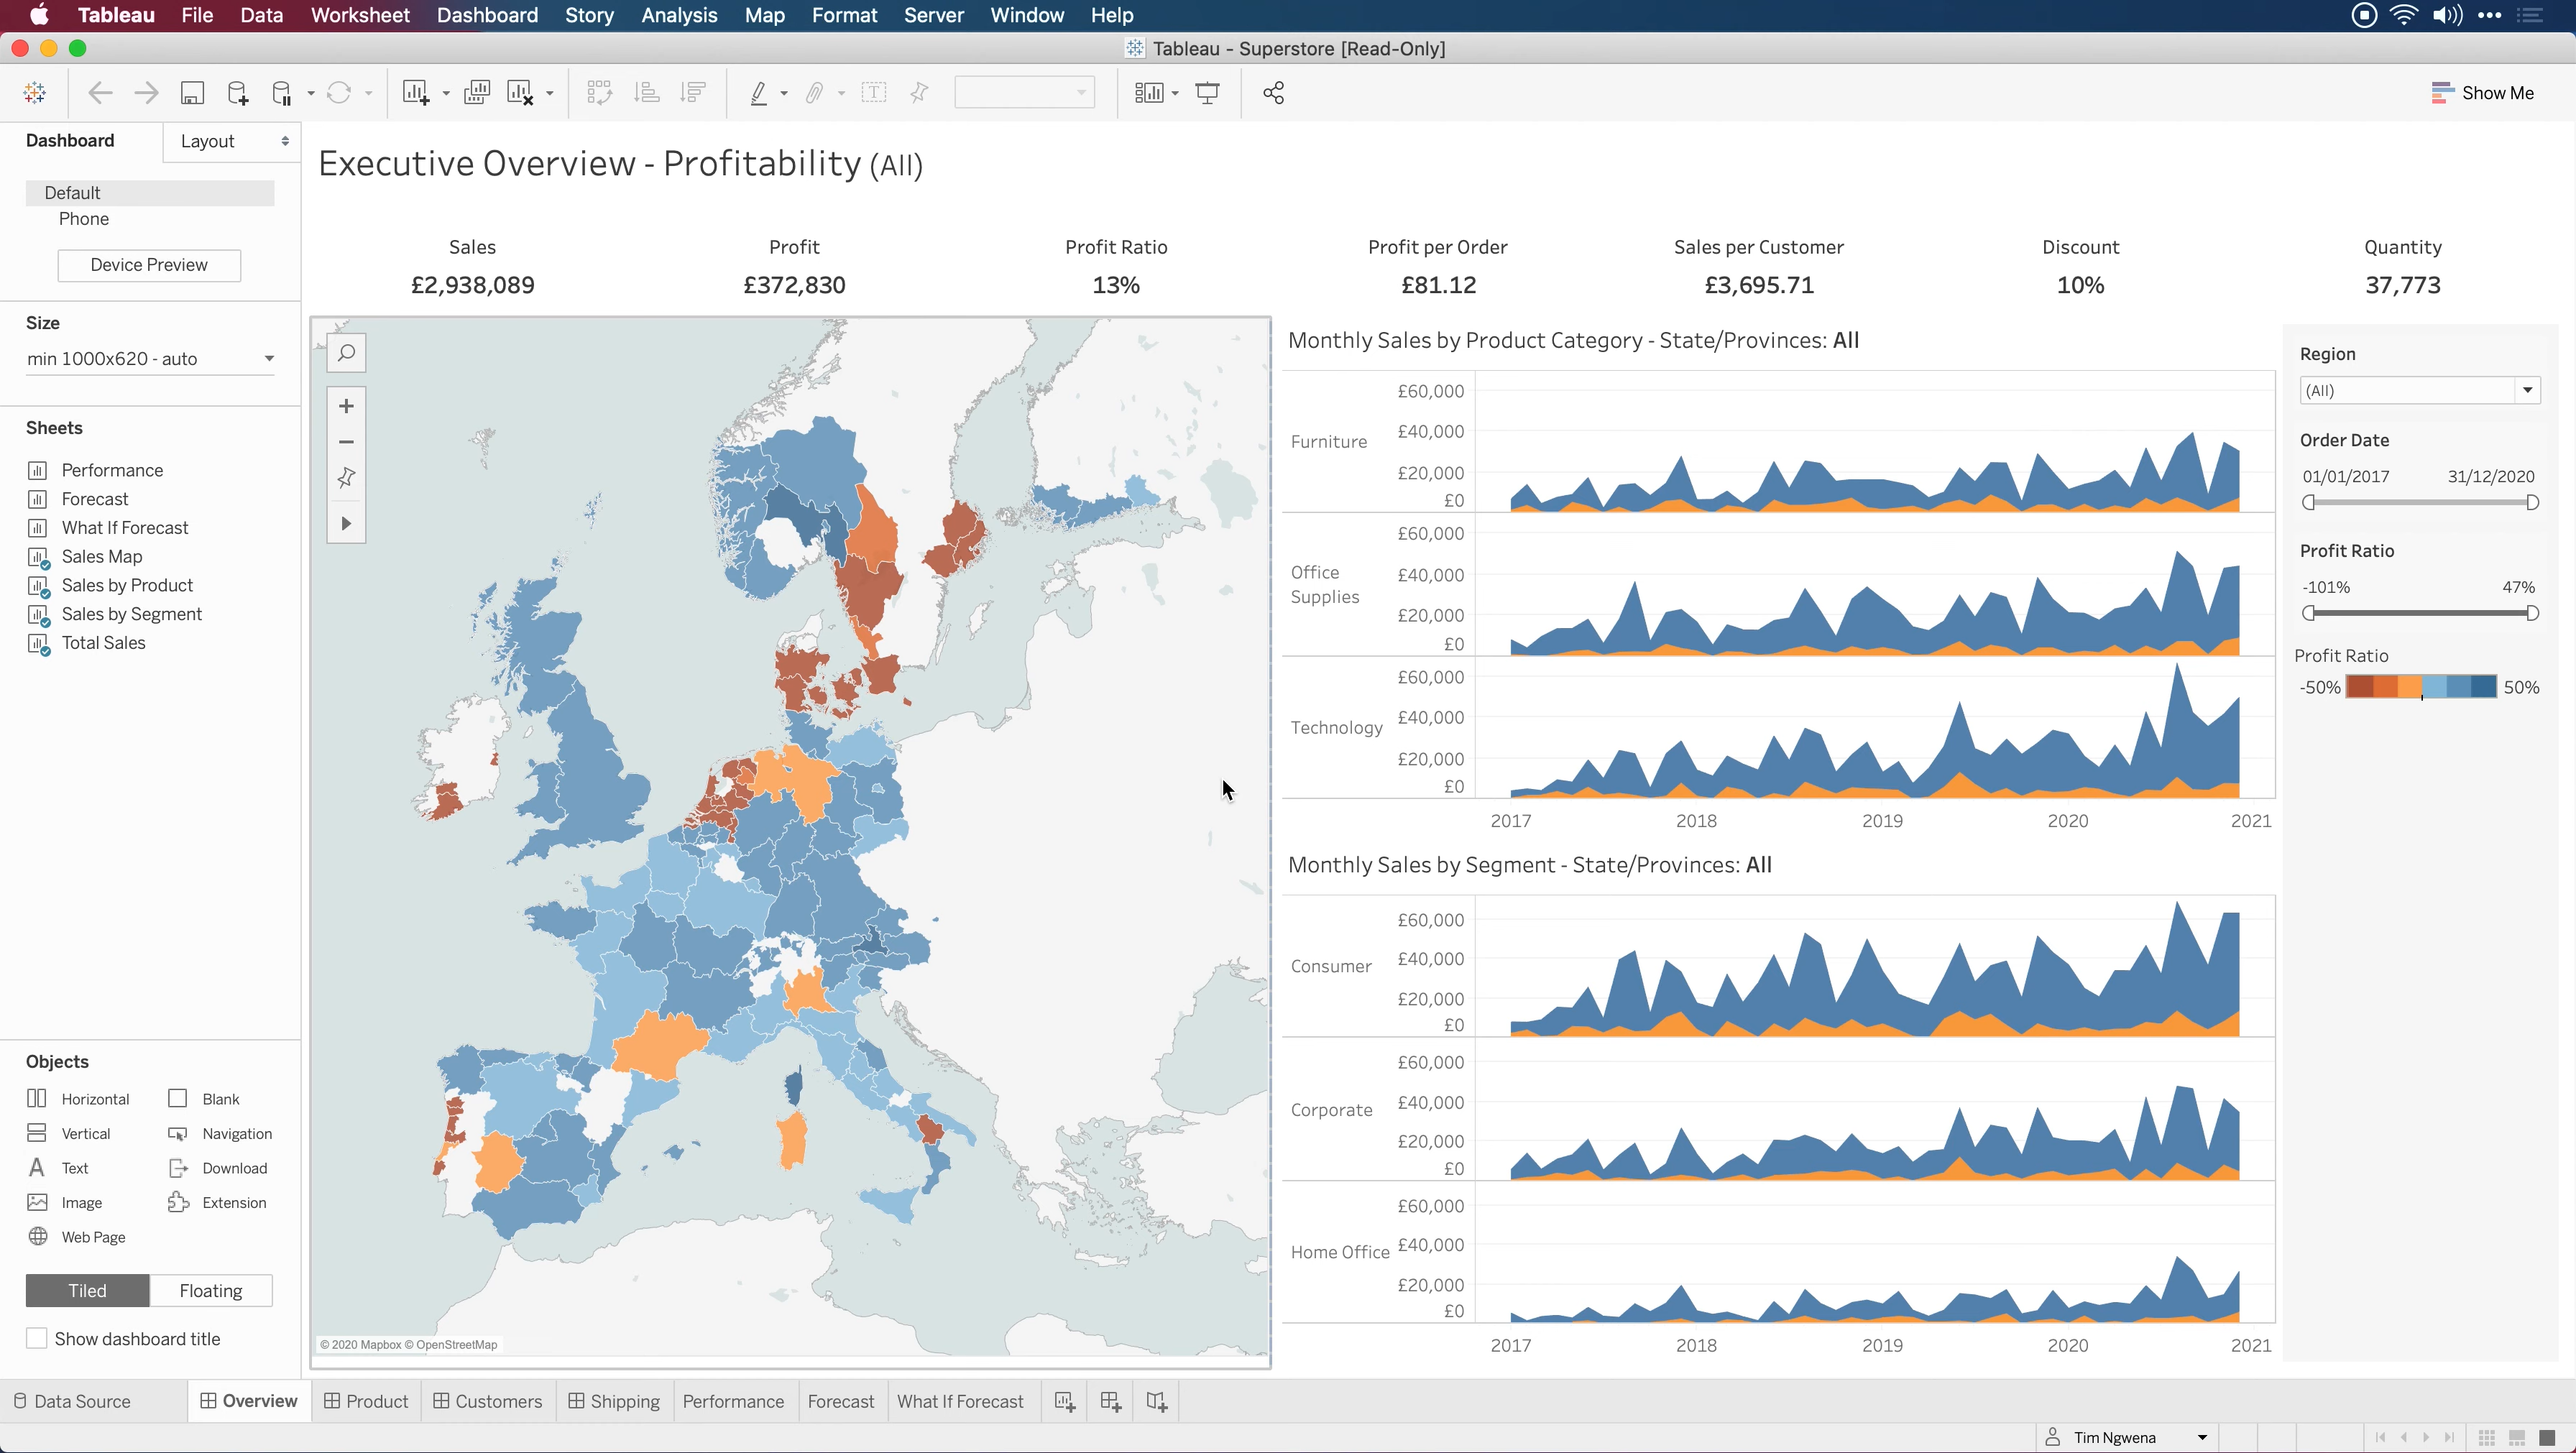 Tableau File Data Worksheet Dashboard Story Analysis Map Format Server Window Help
Tableau - Superstore [Read-Only]
Show Me
Dashboard Layout
Default
Phone
Device Preview
Size
min 1000x620 - auto
Sheets
Performance
Forecast
What If Forecast
Sales Map
Sales by Product
Sales by Segment
Total Sales
Objects
Horizontal Blank
Vertical Navigation
Text Download
Image Extension
Web Page
Tiled Floating
Show dashboard title
Executive Overview - Profitability (All)
Sales Profit Profit Ratio Profit per Order Sales per Customer Discount Quantity
£2,938,089 £372,830 13% £81.12 £3,695.71 10% 37,773
© 2020 Mapbox © OpenStreetMap
Monthly Sales by Product Category - State/Provinces: All
£60,000
£40,000
Furniture
£20,000
£0
£60,000
£40,000
Office
Supplies
£20,000
£0
£60,000
£40,000
Technology
£20,000
£0
2017 2018 2019 2020 2021
Monthly Sales by Segment - State/Provinces: All
£60,000
£40,000
Consumer
£20,000
£0
£60,000
£40,000
Corporate
£20,000
£0
£60,000
£40,000
Home Office
£20,000
£0
2017 2018 2019 2020 2021
Region
(All)
Order Date
01/01/2017 31/12/2020
Profit Ratio
-101% 47%
Profit Ratio
-50% 50%
Data Source Overview Product Customers Shipping Performance Forecast What If Forecast
Tim Ngwena